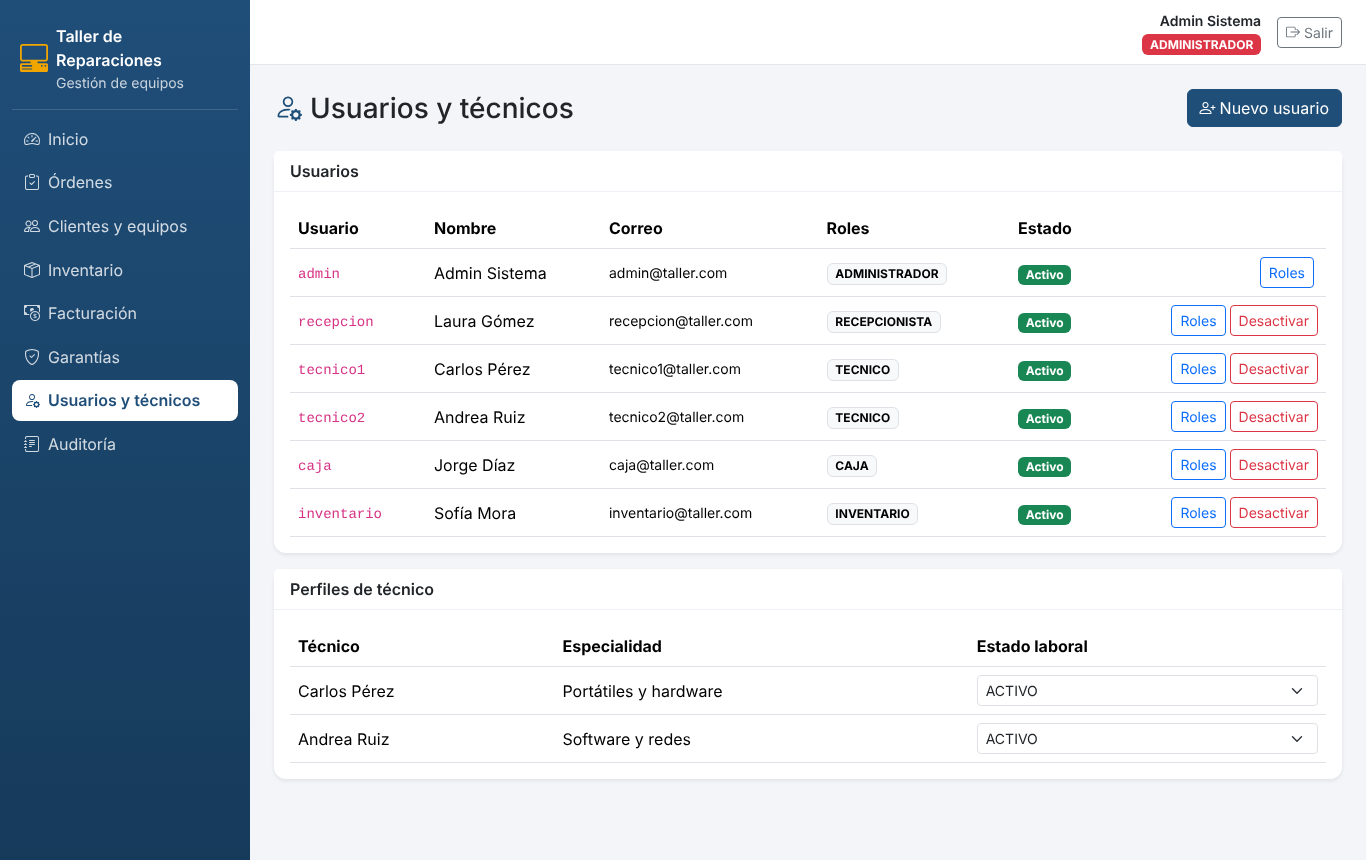 Taller de
Reparaciones
Gestión de equipos
Inicio
Órdenes
Clientes y equipos
Inventario
Facturación
Garantías
Usuarios y técnicos
Auditoría
Admin Sistema
ADMINISTRADOR
Salir
Usuarios y técnicos
Nuevo usuario
Usuarios
Usuario Nombre Correo Roles Estado
admin Admin Sistema admin@taller.com ADMINISTRADOR Activo Roles
recepcion Laura Gómez recepcion@taller.com RECEPCIONISTA Activo Roles Desactivar
tecnico1 Carlos Pérez tecnico1@taller.com TECNICO Activo Roles Desactivar
tecnico2 Andrea Ruiz tecnico2@taller.com TECNICO Activo Roles Desactivar
caja Jorge Díaz caja@taller.com CAJA Activo Roles Desactivar
inventario Sofía Mora inventario@taller.com INVENTARIO Activo Roles Desactivar
Perfiles de técnico
Técnico Especialidad Estado laboral
Carlos Pérez Portátiles y hardware ACTIVO
Andrea Ruiz Software y redes ACTIVO